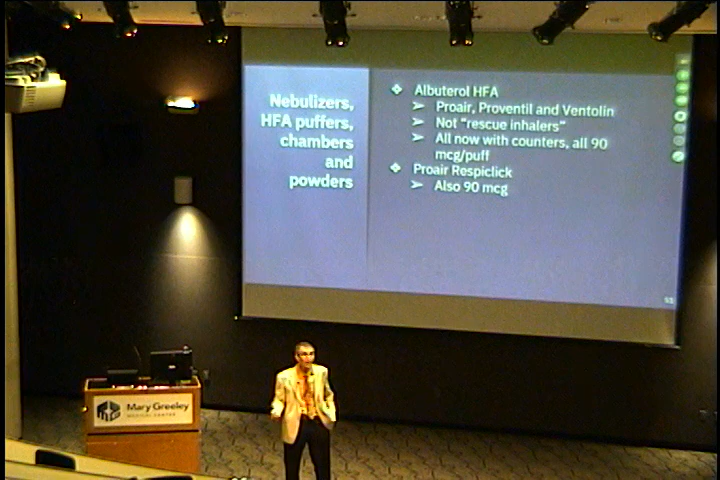 Nebulizers,
HFA puffers,
chambers
and
powders
Albuterol HFA
Proair, Proventil and Ventolin
Not "rescue inhalers"
All now with counters, all 90
mcg/puff
Proair Respiclick
Also 90 mcg
Mary Greeley
MEDICAL CENTER